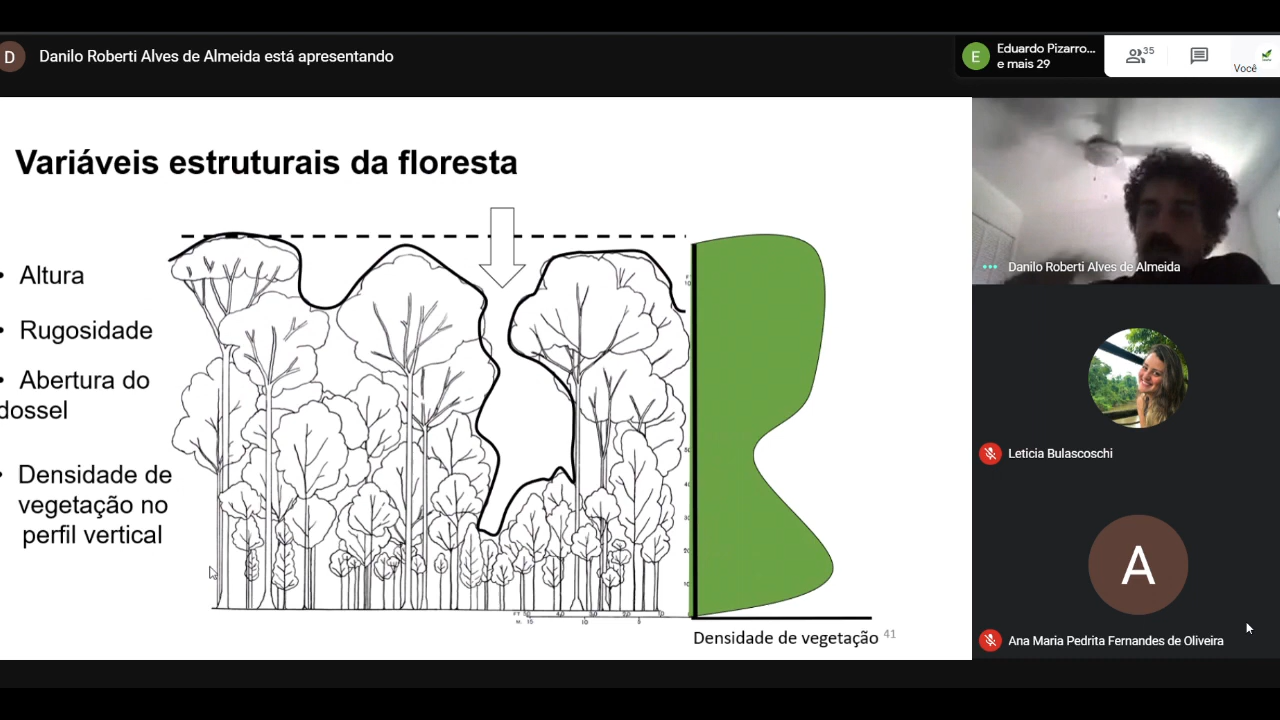 D
Danilo Roberti Alves de Almeida está apresentando
E
Eduardo Pizarro...
e mais 29
35
Você
Variáveis estruturais da floresta
• Altura
• Rugosidade
• Abertura do
dossel
• Densidade de
vegetação no
perfil vertical
Densidade de vegetação 41
Danilo Roberti Alves de Almeida
Leticia Bulascoschi
A
Ana Maria Pedrita Fernandes de Oliveira